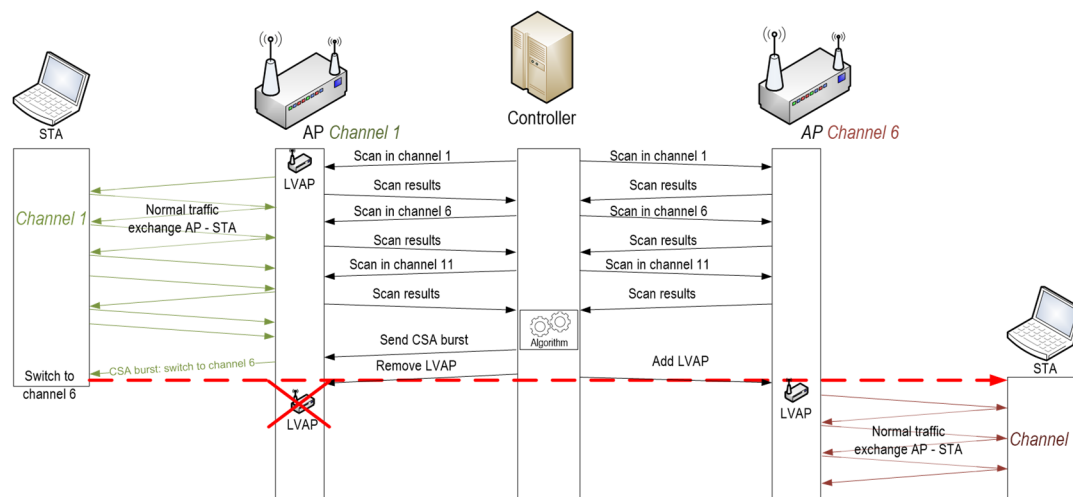 Controller
STA
AP Channel 1
AP Channel 6
Scan in channel 1
Scan in channel 1
LVAP
Scan results
Scan results
Channel 1
Normal traffic
exchange AP - STA
Scan in channel 6
Scan in channel 6
Scan results
Scan results
Scan in channel 11
Scan in channel 11
Scan results
Scan results
Algorithm
Send CSA burst
CSA burst: switch to channel 6
Remove LVAP
Add LVAP
STA
Switch to
channel 6
LVAP
LVAP
Normal traffic
exchange AP - STA
Channel